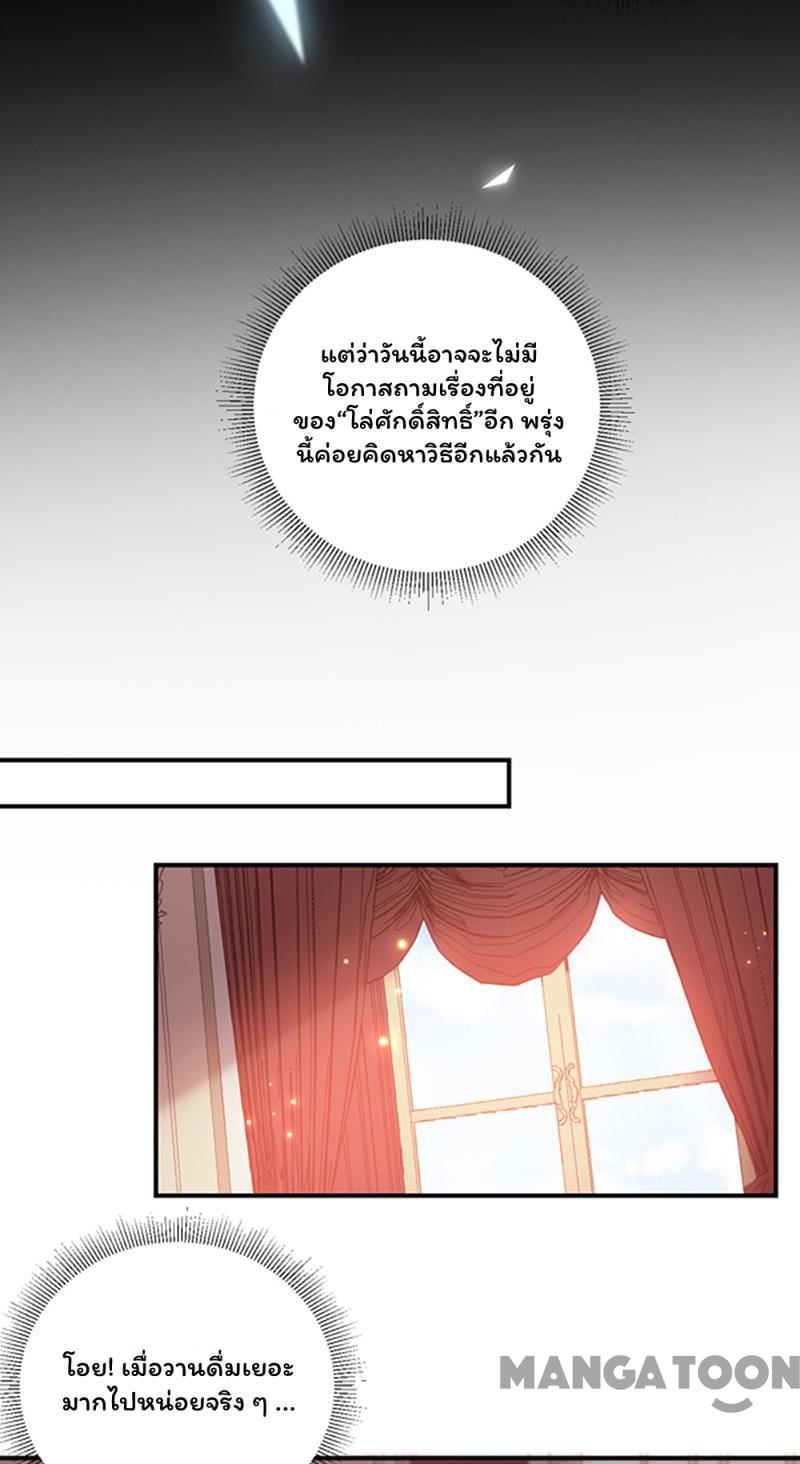 แต่ว่าวันนี้อาจจะไม่มี
โอกาสถามเรื่องที่อยู่
ของ“โล่ศักดิ์สิทธิ์”อีก พรุ่ง
นี้ค่อยคิดหาวิธีอีกแล้วกัน
โอย! เมื่อวานดื่มเยอะ
มากไปหน่อยจริง ๆ ...
MANGATOON